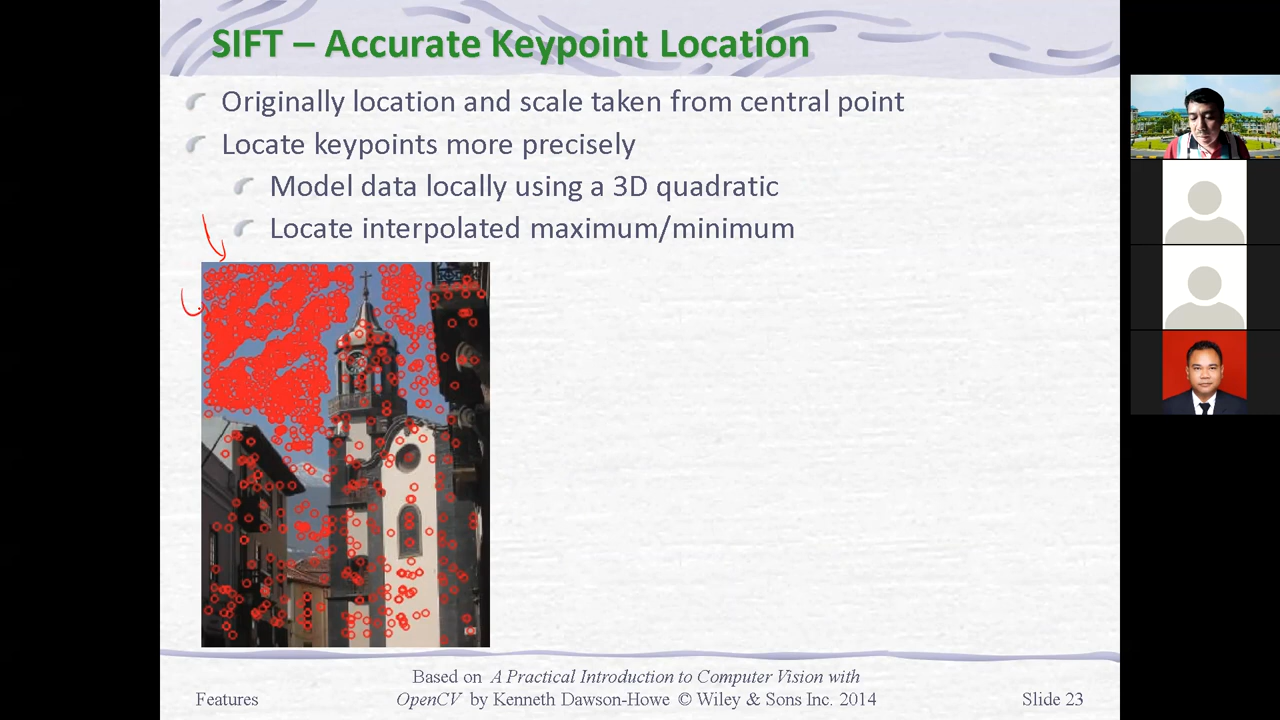 SIFT – Accurate Keypoint Location
Originally location and scale taken from central point
Locate keypoints more precisely
Model data locally using a 3D quadratic
Locate interpolated maximum/minimum
Based on A Practical Introduction to Computer Vision with
Features OpenCV by Kenneth Dawson-Howe © Wiley & Sons Inc. 2014 Slide 23